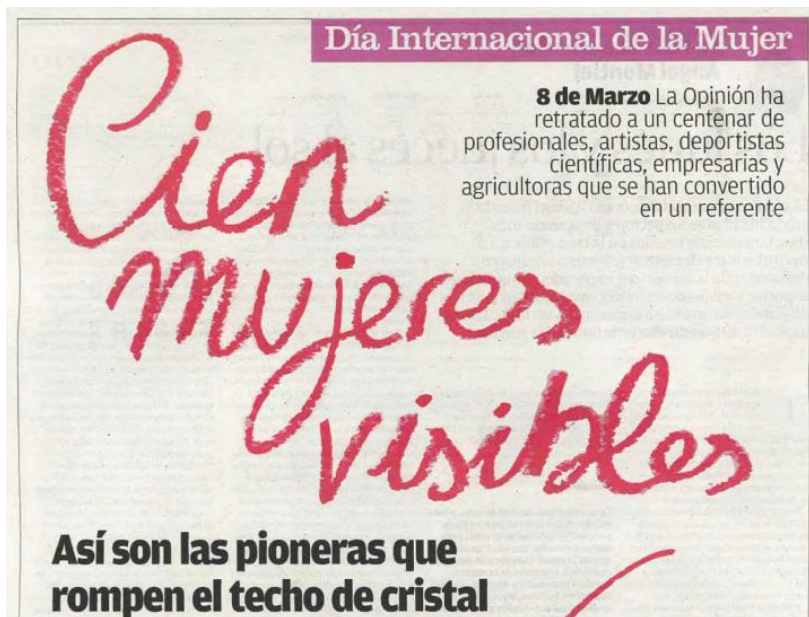 Día Internacional de la Mujer
8 de Marzo La Opinión ha
retratado a un centenar de
profesionales, artistas, deportistas
científicas, empresarias y
agricultoras que se han convertido
en un referente
Cien
mujeres
visibles
Así son las pioneras que
rompen el techo de cristal